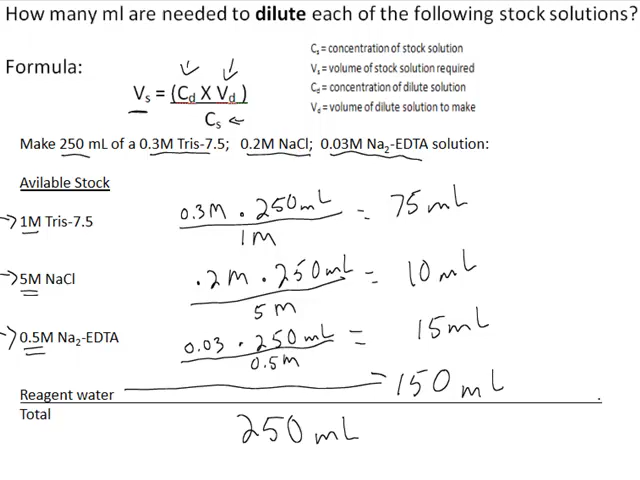 How many ml are needed to dilute each of the following stock solutions?
Formula:
Vs = (Cd X Vd)
Cs
Cs = concentration of stock solution
Vs = volume of stock solution required
Cd = concentration of dilute solution
Vd = volume of dilute solution to make
Make 250 mL of a 0.3M Tris-7.5; 0.2M NaCl; 0.03M Na2-EDTA solution:
Avilable Stock
1M Tris-7.5 0.3M . 250mL = 75 mL
1M
5M NaCl .2M . 250mL = 10 mL
5M
0.5M Na2-EDTA 0.03 . 250mL = 15mL
0.5M
Reagent water 150 mL
Total 250 mL